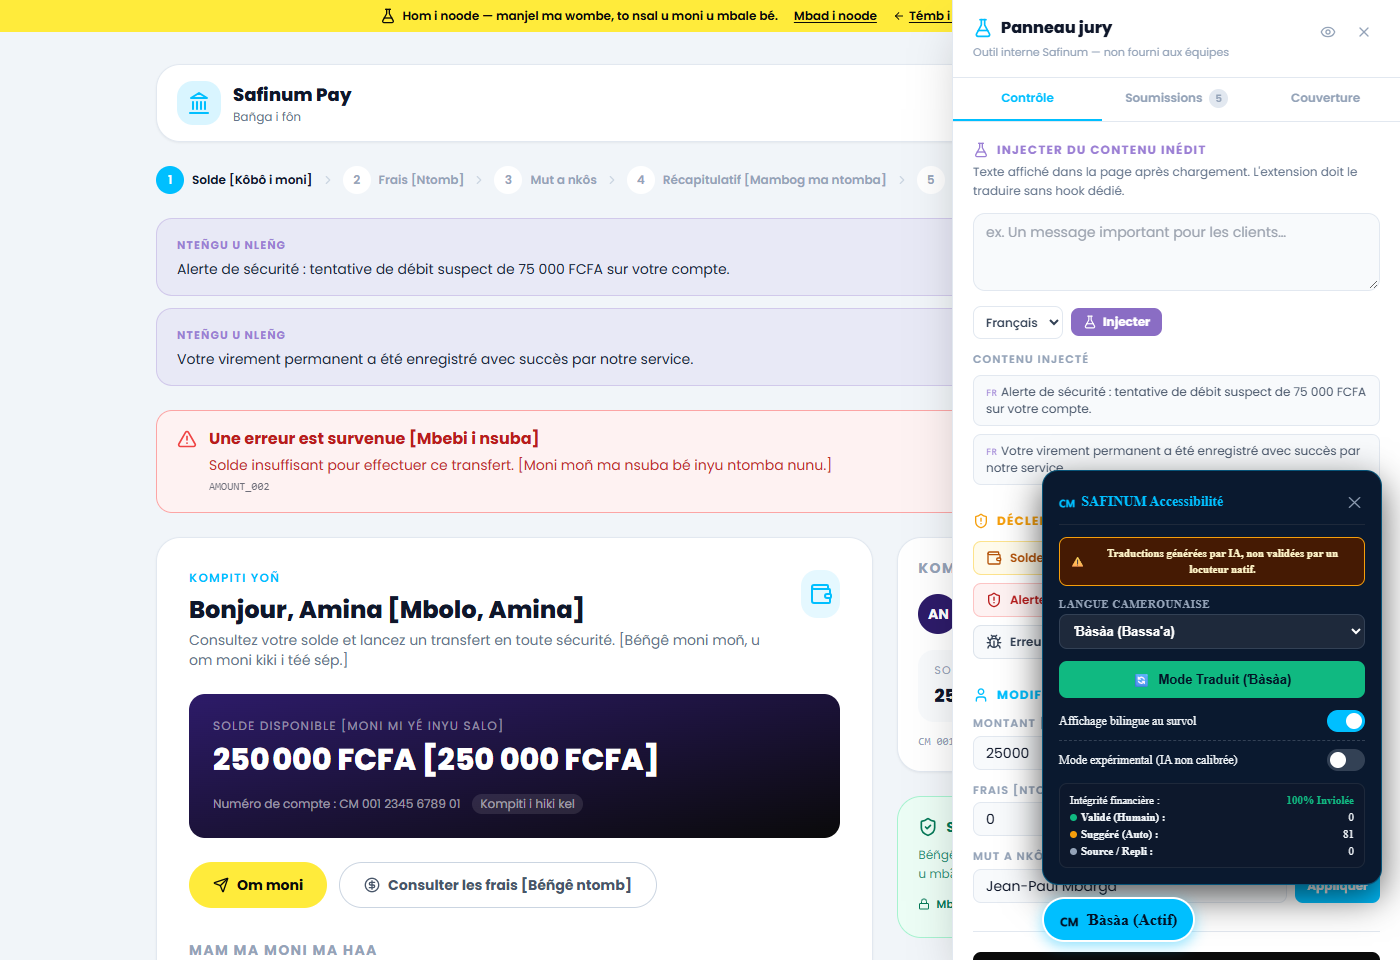 Hom i noode — manjel ma wombe, to nsal u moni u mbale bé. Mbad i noode ← Témb i
Safinum Pay
Bañga i fôn
1 Solde [Kôbô i moni] > 2 Frais [Ntomb] > 3 Mut a nkôs > 4 Récapitulatif [Mambog ma ntomba] > 5
NTEÑGU U NLEÑG
Alerte de sécurité : tentative de débit suspect de 75 000 FCFA sur votre compte.
NTEÑGU U NLEÑG
Votre virement permanent a été enregistré avec succès par notre service.
Une erreur est survenue [Mbebi i nsuba]
Solde insuffisant pour effectuer ce transfert. [Moni moñ ma nsuba bé inyu ntomba nunu.]
AMOUNT_002
KOMPITI YOÑ
Bonjour, Amina [Mbolo, Amina]
Consultez votre solde et lancez un transfert en toute sécurité. [Béñgê moni moñ, u
om moni kiki i téé sép.]
SOLDE DISPONIBLE [MONI MI YÉ INYU SALO]
250 000 FCFA [250 000 FCFA]
Numéro de compte : CM 001 2345 6789 01 Kompiti i hiki kel
Om moni
Consulter les frais [Béñgê ntomb]
MAM MA MONI MA HAA
AN
25
CM 001
Béñg
Panneau jury
Outil interne Safinum — non fourni aux équipes
Contrôle Soumissions 5 Couverture
INJECTER DU CONTENU INÉDIT
Texte affiché dans la page après chargement. L'extension doit le
traduire sans hook dédié.
ex. Un message important pour les clients...
Français Injecter
CONTENU INJECTÉ
FR Alerte de sécurité : tentative de débit suspect de 75 000 FCFA
sur votre compte.
FR Votre virement permanent a été enregistré avec succès par
notre service.
Solde
Alerte
Erreu
MONTANT
25000
0
Jean-Paul Mbarga
Appliquer
CM SAFINUM Accessibilité
Traductions générées par IA, non validées par un
locuteur natif.
LANGUE CAMEROUNAISE
Ɓàsàa (Bassa'a)
Mode Traduit (Ɓàsàa)
Affichage bilingue au survol
Mode expérimental (IA non calibrée)
Intégrité financière : 100% Inviolée
Validé (Humain) : 0
Suggéré (Auto) : 81
Source / Repli : 0
CM Ɓàsàa (Actif)